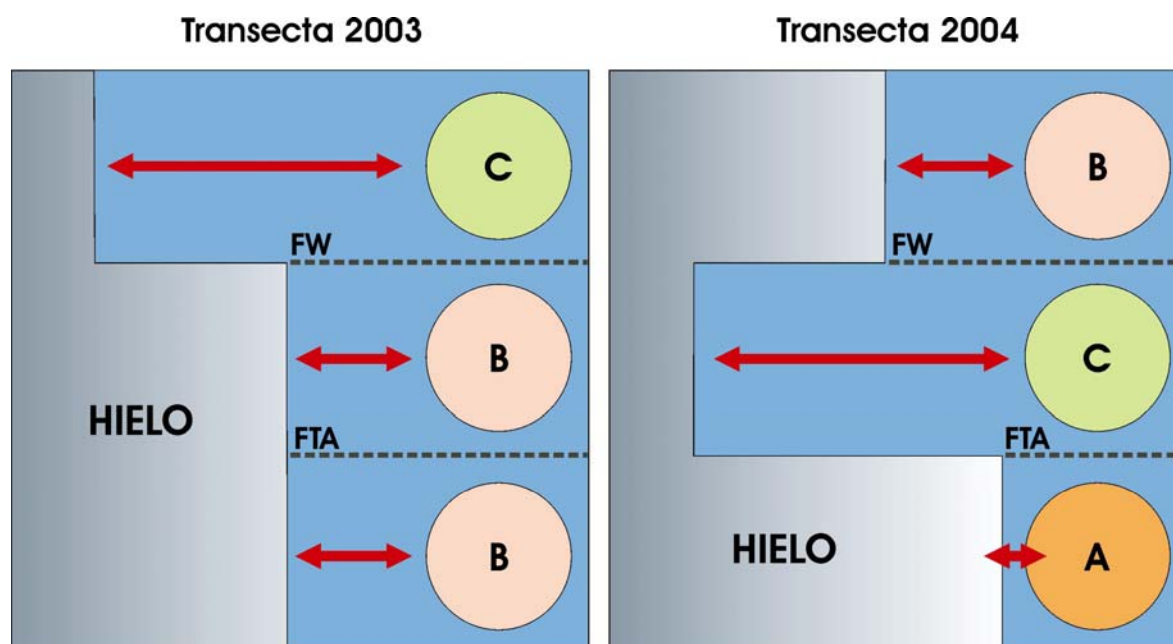 Transecta 2003
C
FW
B
HIELO
FTA
B
Transecta 2004
B
FW
C
FTA
HIELO
A